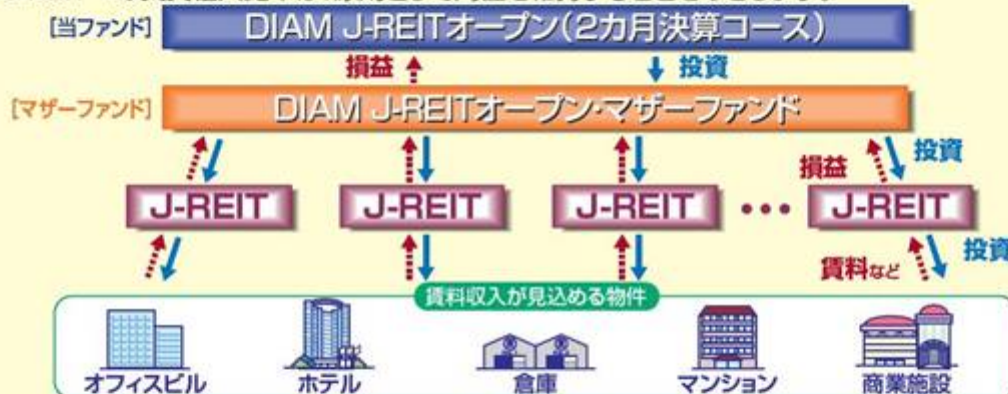 [当ファンド] DIAM J-REITオープン(2カ月決算コース)
損益 投資
[マザーファンド] DIAM J-REITオープン・マザーファンド
損益 投資
J-REIT J-REIT J-REIT ••• J-REIT
賃料など 投資
賃料収入が見込める物件
オフィスビル ホテル 倉庫 マンション 商業施設